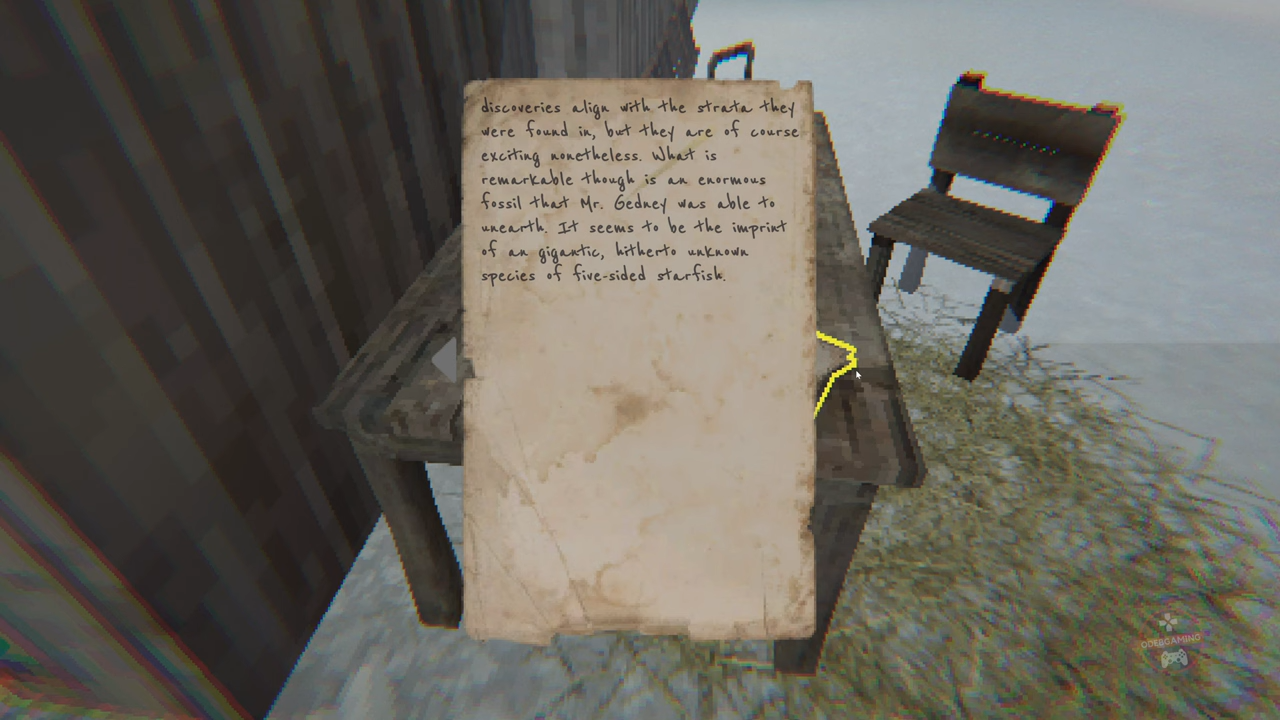 discoveries align with the strata they
were found in, but they are of course
exciting nonetheless. What is
remarkable though is an enormous
fossil that Mr. Gedney was able to
unearth. It seems to be the imprint
of an gigantic, hitherto unknown
species of five-sided starfish.
ODEBGAMING